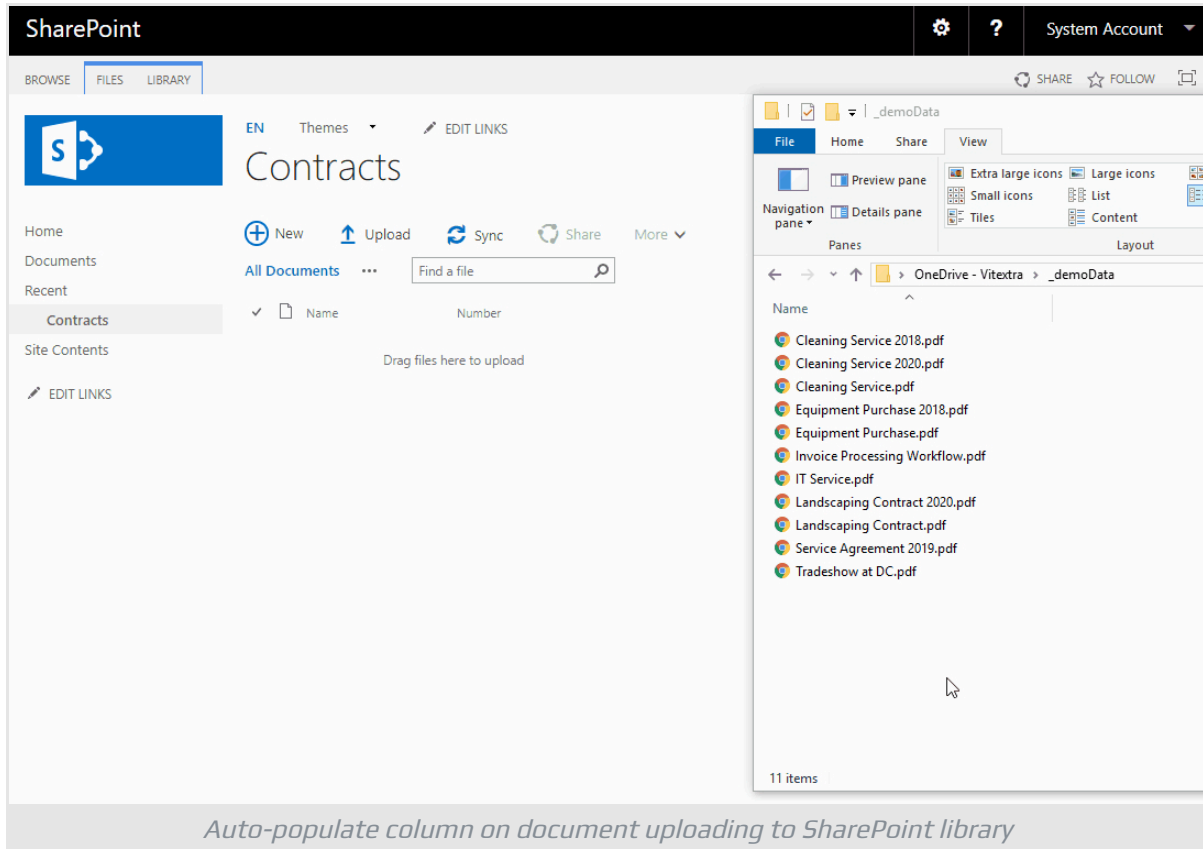 SharePoint
? System Account
BROWSE FILES LIBRARY
SHARE FOLLOW
S
EN Themes EDIT LINKS
Contracts
Home
Documents
Recent
Contracts
Site Contents
EDIT LINKS
New Upload Sync Share More
All Documents ... Find a file
Name Number
Drag files here to upload
_demoData
File Home Share View
Navigation pane
Preview pane
Details pane
Panes
Extra large icons Large icons
Small icons List
Tiles Content
Layout
OneDrive - Vitextra > _demoData
Name
Cleaning Service 2018.pdf
Cleaning Service 2020.pdf
Cleaning Service.pdf
Equipment Purchase 2018.pdf
Equipment Purchase.pdf
Invoice Processing Workflow.pdf
IT Service.pdf
Landscaping Contract 2020.pdf
Landscaping Contract.pdf
Service Agreement 2019.pdf
Tradeshow at DC.pdf
11 items
Auto-populate column on document uploading to SharePoint library